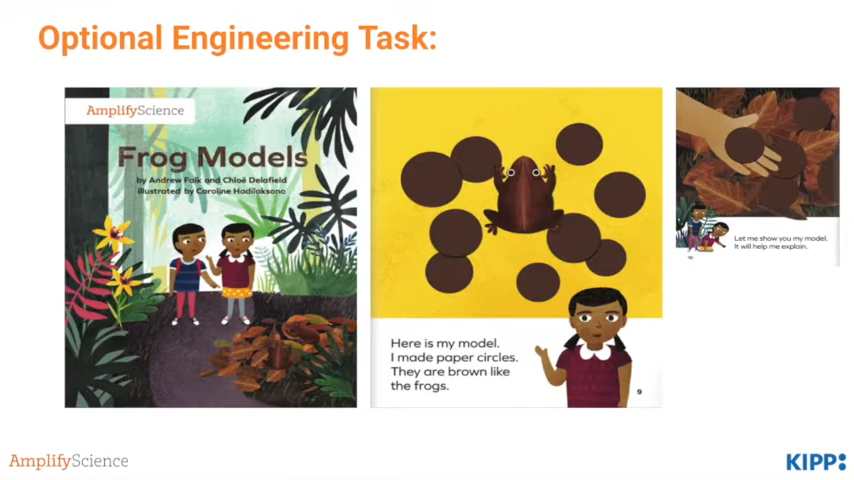 Optional Engineering Task:
AmplifyScience
Frog Models
by Andrew Falk and Chloë Delafield
illustrated by Caroline Hadilaksono
Here is my model.
I made paper circles.
They are brown like
the frogs.
9
Let me show you my model.
It will help me explain.
10
AmplifyScience
KIPP: